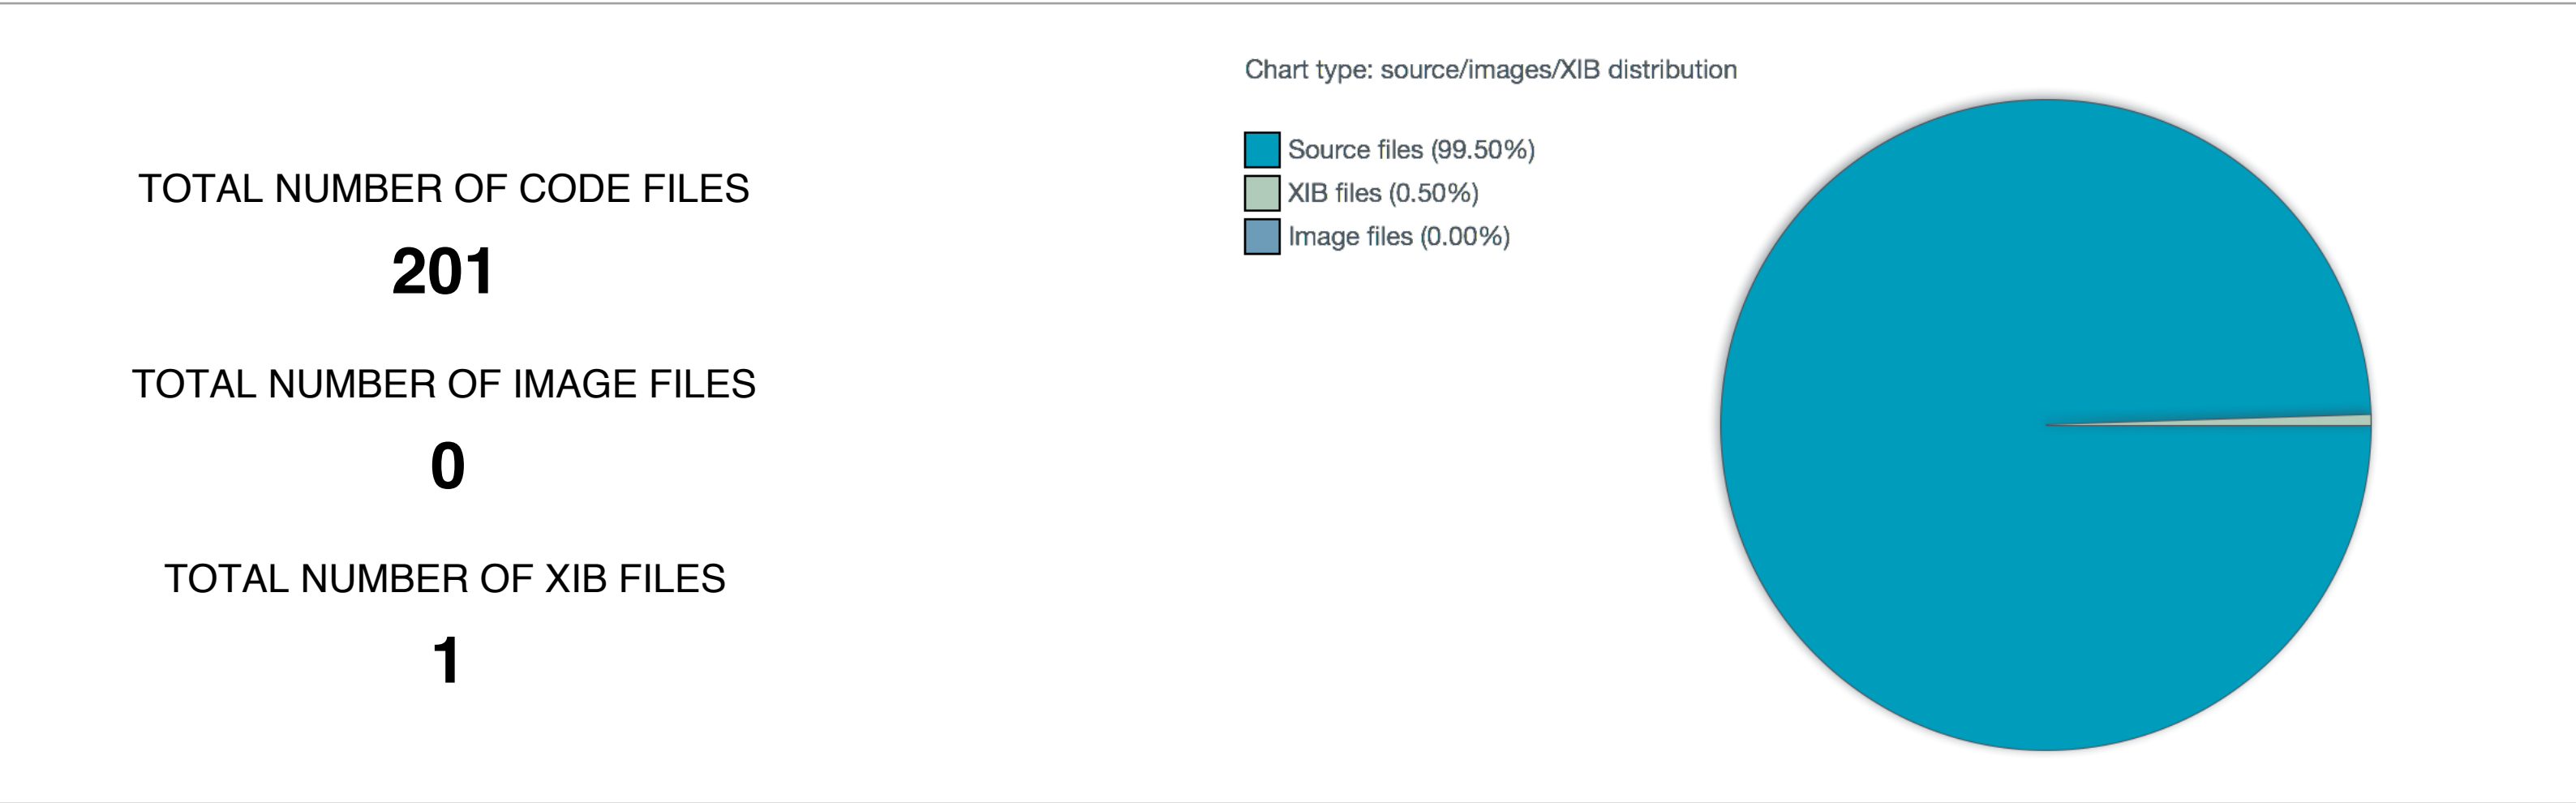 TOTAL NUMBER OF CODE FILES
201
TOTAL NUMBER OF IMAGE FILES
0
TOTAL NUMBER OF XIB FILES
1
Chart type: source/images/XIB distribution
Source files (99.50%)
XIB files (0.50%)
Image files (0.00%)